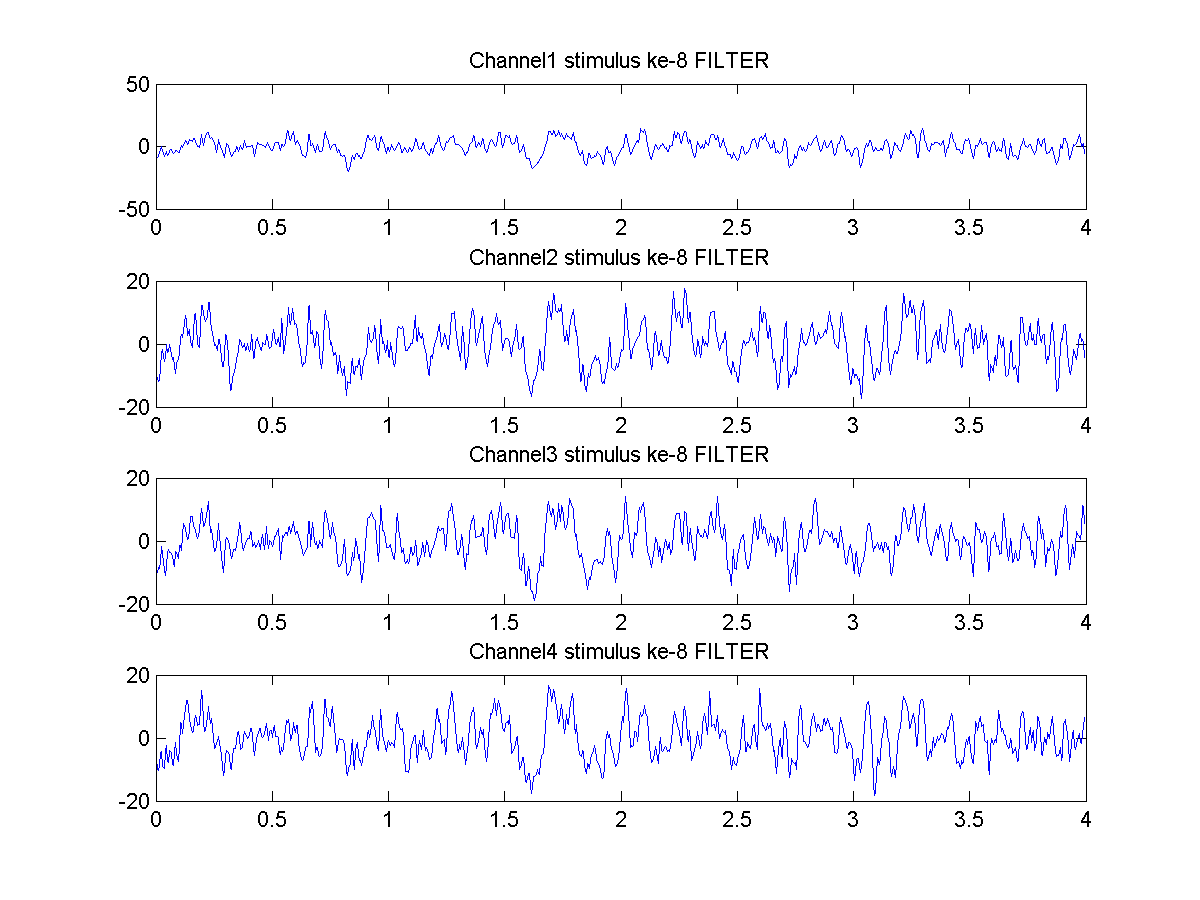 Channel1 stimulus ke-8 FILTER
50
0
-50
0 0.5 1 1.5 2 2.5 3 3.5 4
Channel2 stimulus ke-8 FILTER
20
0
-20
0 0.5 1 1.5 2 2.5 3 3.5 4
Channel3 stimulus ke-8 FILTER
20
0
-20
0 0.5 1 1.5 2 2.5 3 3.5 4
Channel4 stimulus ke-8 FILTER
20
0
-20
0 0.5 1 1.5 2 2.5 3 3.5 4